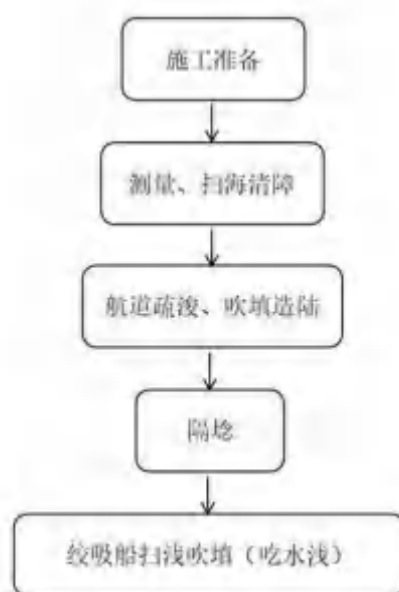 施工准备
测量、扫海清障
航道疏浚、吹填造陆
隔埝
绞吸船扫浅吹填（吃水浅）